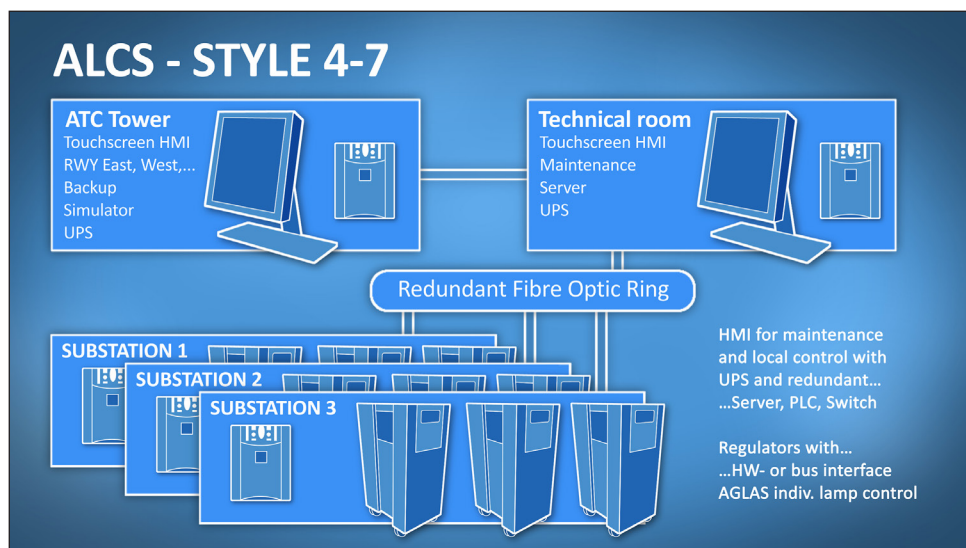 ALCS - STYLE 4-7
ATC Tower
Touchscreen HMI
RWY East, West,...
Backup
Simulator
UPS
Technical room
Touchscreen HMI
Maintenance
Server
UPS
Redundant Fibre Optic Ring
SUBSTATION 1
SUBSTATION 2
SUBSTATION 3
HMI for maintenance
and local control with
UPS and redundant...
...Server, PLC, Switch
Regulators with...
...HW- or bus interface
AGLAS indiv. lamp control